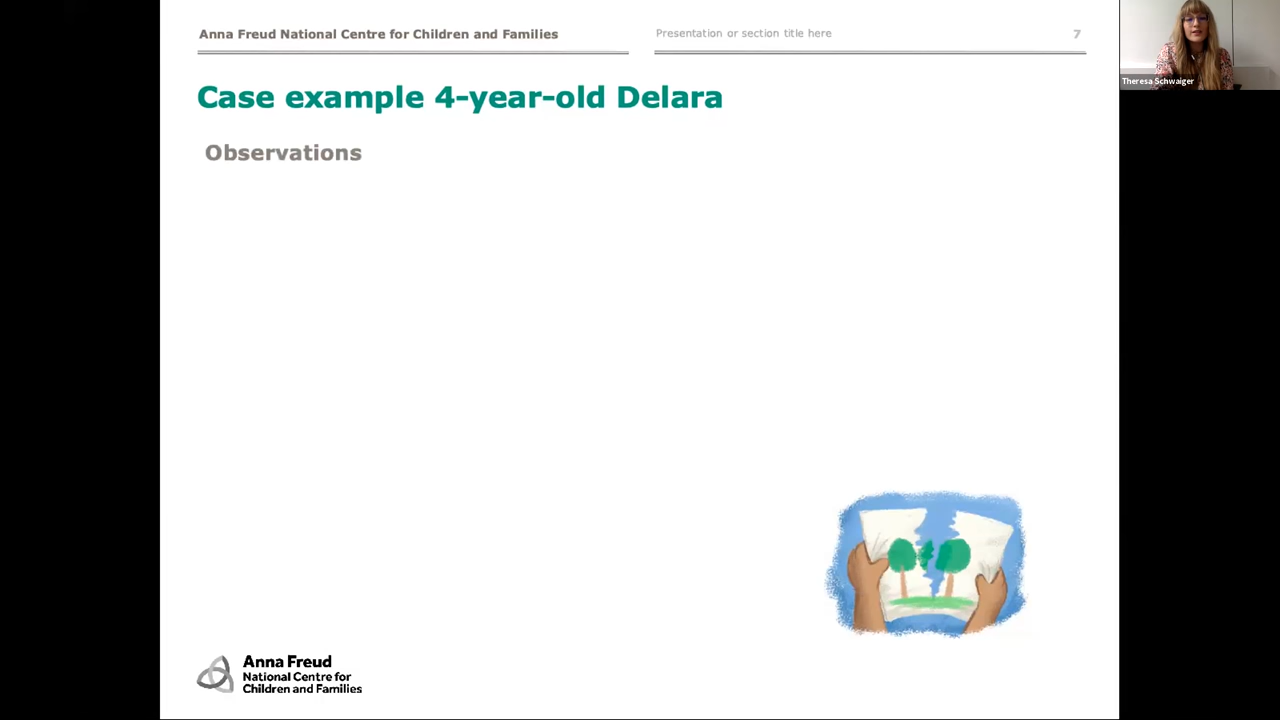 Anna Freud National Centre for Children and Families
Presentation or section title here
7
Theresa Schwaiger
Case example 4-year-old Delara
Observations
Anna Freud
National Centre for
Children and Families